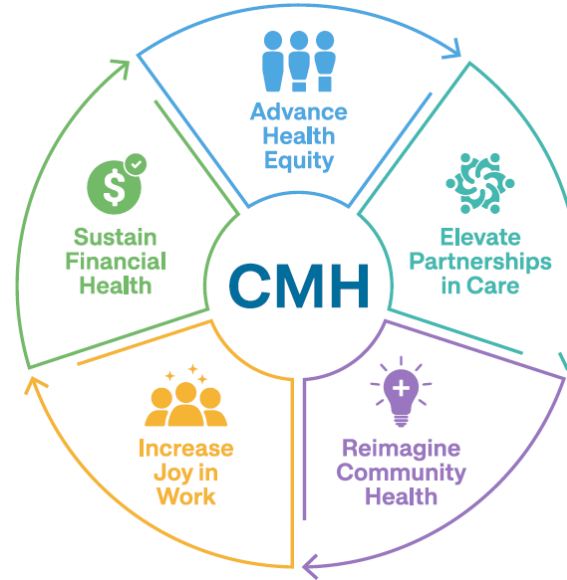 Advance
Health
Equity
Elevate
Partnerships
in Care
Reimagine
Community
Health
Increase
Joy in
Work
$
Sustain
Financial
Health
CMH